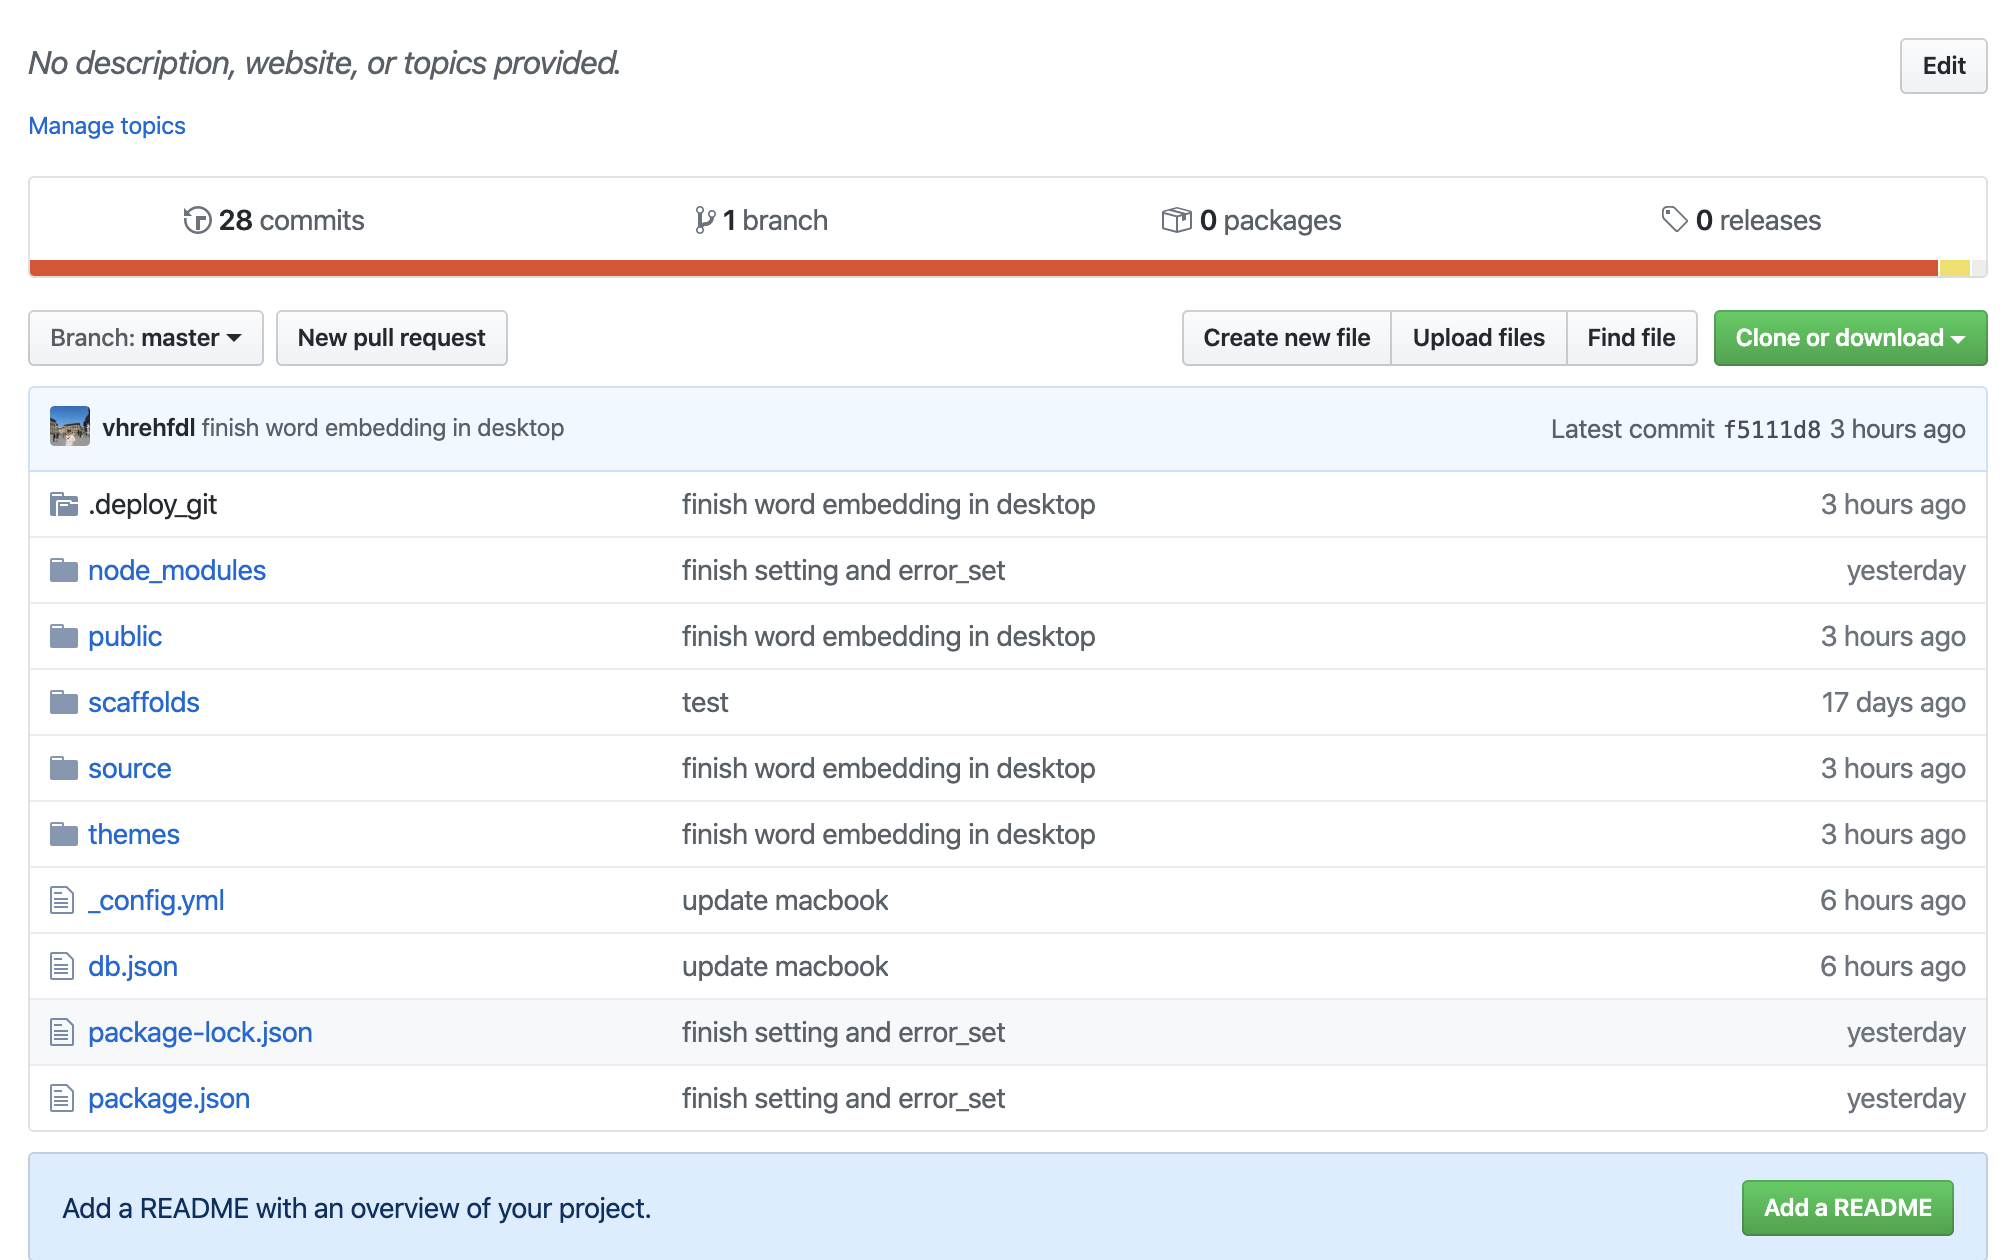 No description, website, or topics provided.
Edit
Manage topics
28 commits
1 branch
0 packages
0 releases
Branch: master
New pull request
Create new file
Upload files
Find file
Clone or download
vhrehfdl finish word embedding in desktop
Latest commit f5111d8 3 hours ago
.deploy_git finish word embedding in desktop 3 hours ago
node_modules finish setting and error_set yesterday
public finish word embedding in desktop 3 hours ago
scaffolds test 17 days ago
source finish word embedding in desktop 3 hours ago
themes finish word embedding in desktop 3 hours ago
_config.yml update macbook 6 hours ago
db.json update macbook 6 hours ago
package-lock.json finish setting and error_set yesterday
package.json finish setting and error_set yesterday
Add a README with an overview of your project.
Add a README